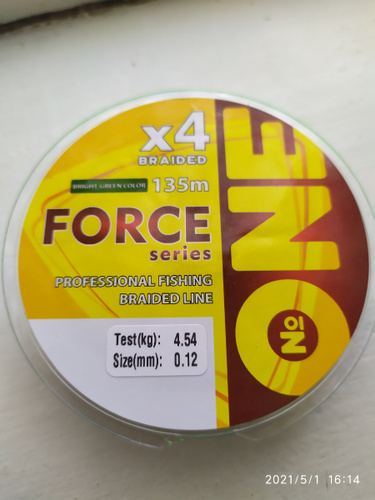 x4
BRAIDED
BRIGHT GREEN COLOR
135m
FORCE
series
PROFESSIONAL FISHING
BRAIDED LINE
Test(kg): 4.54
Size(mm): 0.12
ONE
No
2021/5/1 16:14